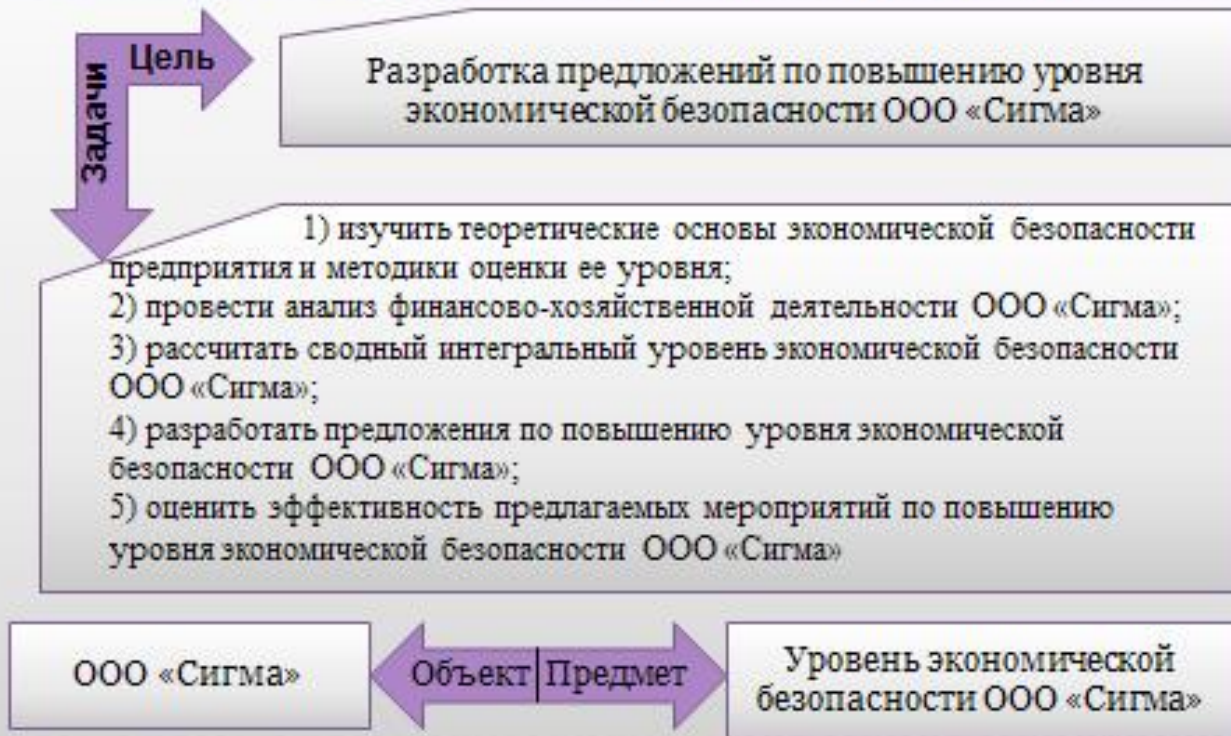 Цель
Задачи
Разработка предложений по повышению уровня
экономической безопасности ООО «Сигма»
1) изучить теоретические основы экономической безопасности
предприятия и методики оценки ее уровня;
2) провести анализ финансово-хозяйственной деятельности ООО «Сигма»;
3) рассчитать сводный интегральный уровень экономической безопасности
ООО «Сигма»;
4) разработать предложения по повышению уровня экономической
безопасности ООО «Сигма»;
5) оценить эффективность предлагаемых мероприятий по повышению
уровня экономической безопасности ООО «Сигма»
ООО «Сигма»
Объект
Предмет
Уровень экономической
безопасности ООО «Сигма»